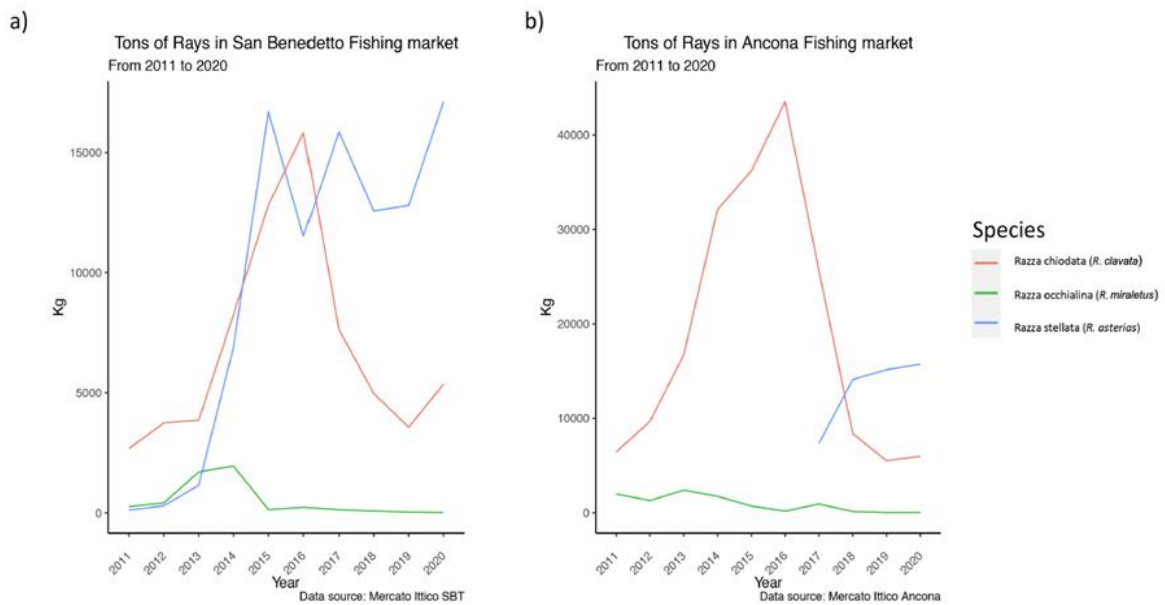 a)
Tons of Rays in San Benedetto Fishing market
From 2011 to 2020
Kg
15000
10000
5000
0
2011 2012 2013 2014 2015 2016 2017 2018 2019 2020
Year
Data source: Mercato Ittico SBT
b)
Tons of Rays in Ancona Fishing market
From 2011 to 2020
Kg
40000
30000
20000
10000
0
2011 2012 2013 2014 2015 2016 2017 2018 2019 2020
Year
Data source: Mercato Ittico Ancona
Species
Razza chiodata (R. clavata)
Razza occhialina (R. miraletus)
Razza stellata (R. asterias)